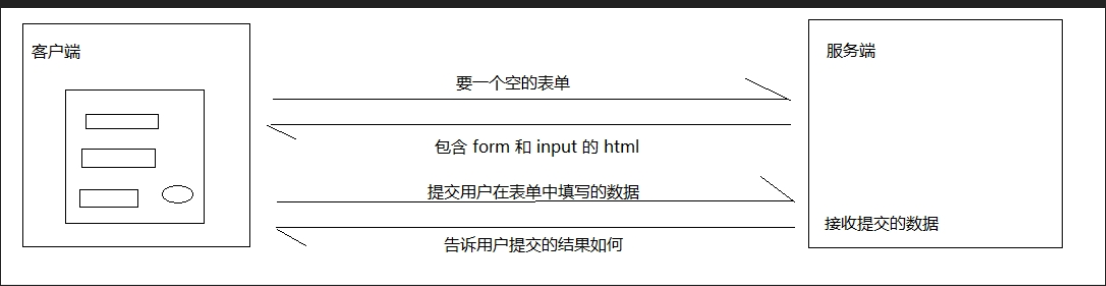 客户端
服务端
要一个空的表单
包含 form 和 input 的 html
提交用户在表单中填写的数据
接收提交的数据
告诉用户提交的结果如何